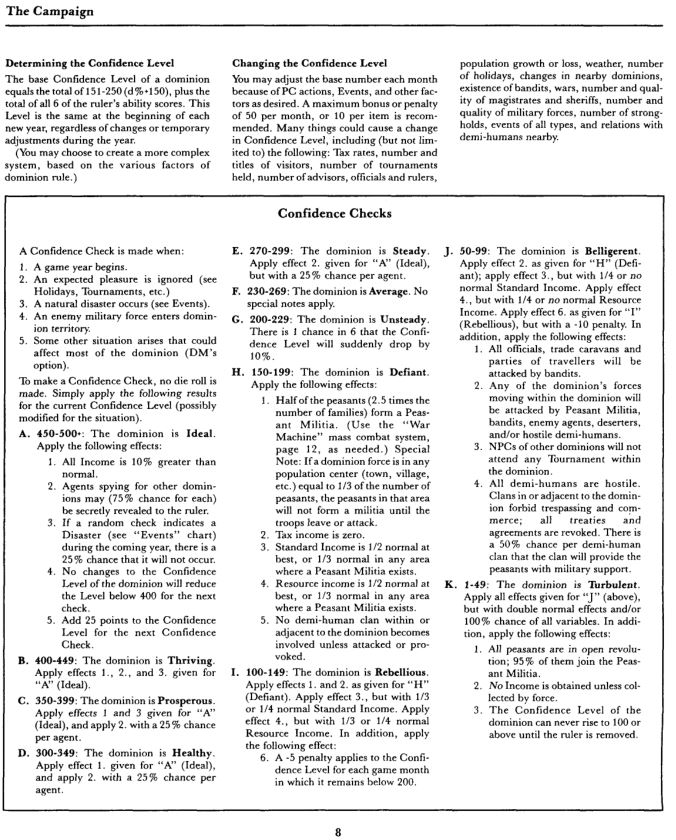 The Campaign
Determining the Confidence Level
The base Confidence Level of a dominion
equals the total of 151-250 (d%+150), plus the
total of all 6 of the ruler's ability scores. This
Level is the same at the beginning of each
new year, regardless of changes or temporary
adjustments during the year.
(You may choose to create a more complex
system, based on the various factors of
dominion rule.)
Changing the Confidence Level
You may adjust the base number each month
because of PC actions, Events, and other fac-
tors as desired. A maximum bonus or penalty
of 50 per month, or 10 per item is recom-
mended. Many things could cause a change
in Confidence Level, including (but not lim-
ited to) the following: Tax rates, number and
titles of visitors, number of tournaments
held, number of advisors, officials and rulers,
population growth or loss, weather, number
of holidays, changes in nearby dominions,
existence of bandits, wars, number and qual-
ity of magistrates and sheriffs, number and
quality of military forces, number of strong-
holds, events of all types, and relations with
demi-humans nearby.
Confidence Checks
A Confidence Check is made when:
1. A game year begins.
2. An expected pleasure is ignored (see
Holidays, Tournaments, etc.)
3. A natural disaster occurs (see Events).
4. An enemy military force enters domin-
ion territory.
5. Some other situation arises that could
affect most of the dominion (DM's
option).
To make a Confidence Check, no die roll is
made. Simply apply the following results
for the current Confidence Level (possibly
modified for the situation).
A. 450-500+: The dominion is Ideal.
Apply the following effects:
1. All Income is 10% greater than
normal.
2. Agents spying for other domin-
ions may (75% chance for each)
be secretly revealed to the ruler.
3. If a random check indicates a
Disaster (see "Events" chart)
during the coming year, there is a
25% chance that it will not occur.
4. No changes to the Confidence
Level of the dominion will reduce
the Level below 400 for the next
check.
5. Add 25 points to the Confidence
Level for the next Confidence
Check.
B. 400-449: The dominion is Thriving.
Apply effects 1., 2., and 3. given for
"A" (Ideal).
C. 350-399: The dominion is Prosperous.
Apply effects 1 and 3 given for "A"
(Ideal), and apply 2. with a 25% chance
per agent.
D. 300-349: The dominion is Healthy.
Apply effect 1. given for "A" (Ideal),
and apply 2. with a 25% chance per
agent.
E. 270-299: The dominion is Steady.
Apply effect 2. given for "A" (Ideal),
but with a 25% chance per agent.
F. 230-269: The dominion is Average. No
special notes apply.
G. 200-229: The dominion is Unsteady.
There is 1 chance in 6 that the Confi-
dence Level will suddenly drop by
10%.
H. 150-199: The dominion is Defiant.
Apply the following effects:
1. Half of the peasants (2.5 times the
number of families) form a Peas-
ant Militia. (Use the "War
Machine" mass combat system,
page 12, as needed.) Special
Note: If a dominion force is in any
population center (town, village,
etc.) equal to 1/3 of the number of
peasants, the peasants in that area
will not form a militia until the
troops leave or attack.
2. Tax income is zero.
3. Standard Income is 1/2 normal at
best, or 1/3 normal in any area
where a Peasant Militia exists.
4. Resource income is 1/2 normal at
best, or 1/3 normal in any area
where a Peasant Militia exists.
5. No demi-human clan within or
adjacent to the dominion becomes
involved unless attacked or pro-
voked.
I. 100-149: The dominion is Rebellious.
Apply effects 1. and 2. as given for "H"
(Defiant). Apply effect 3., but with 1/3
or 1/4 normal Standard Income. Apply
effect 4., but with 1/3 or 1/4 normal
Resource Income. In addition, apply
the following effect:
6. A -5 penalty applies to the Confi-
dence Level for each game month
in which it remains below 200.
J. 50-99: The dominion is Belligerent.
Apply effect 2. as given for "H" (Defi-
ant); apply effect 3., but with 1/4 or no
normal Standard Income. Apply effect
4., but with 1/4 or no normal Resource
Income. Apply effect 6. as given for "I"
(Rebellious), but with a -10 penalty. In
addition, apply the following effects:
1. All officials, trade caravans and
parties of travellers will be
attacked by bandits.
2. Any of the dominion's forces
moving within the dominion will
be attacked by Peasant Militia,
bandits, enemy agents, deserters,
and/or hostile demi-humans.
3. NPCs of other dominions will not
attend any Tournament within
the dominion.
4. All demi-humans are hostile.
Clans in or adjacent to the domin-
ion forbid trespassing and com-
merce; all treaties and
agreements are revoked. There is
a 50% chance per demi-human
clan that the clan will provide the
peasants with military support.
K. 1-49: The dominion is Turbulent.
Apply all effects given for "J" (above),
but with double normal effects and/or
100% chance of all variables. In addi-
tion, apply the following effects:
1. All peasants are in open revolu-
tion; 95% of them join the Peas-
ant Militia.
2. No Income is obtained unless col-
lected by force.
3. The Confidence Level of the
dominion can never rise to 100 or
above until the ruler is removed.
8